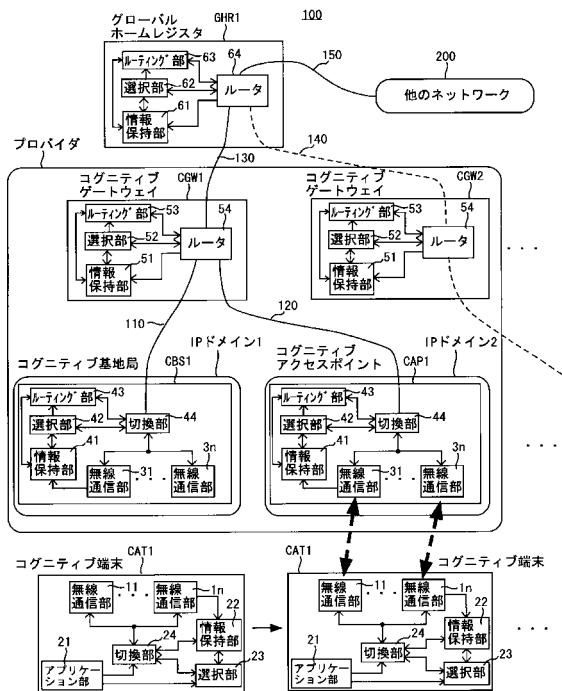 100
GHR1
グローバル
ホームレジスタ
ルーティング部
63
64
選択部
62
ルータ
情報
保持部
61
150
200
他のネットワーク
140
130
プロバイダ
コグニティブ
ゲートウェイ
CGW1
ルーティング部
53
54
選択部
52
ルータ
情報
保持部
51
コグニティブ
ゲートウェイ
CGW2
ルーティング部
53
54
選択部
52
ルータ
情報
保持部
51
110
120
コグニティブ基地局
CBS1
IPドメイン1
ルーティング部
43
44
選択部
42
切換部
41
情報
保持部
31
3n
無線
通信部
無線
通信部
コグニティブ
アクセスポイント
CAP1
IPドメイン2
ルーティング部
43
44
選択部
42
切換部
41
情報
保持部
31
3n
無線
通信部
無線
通信部
コグニティブ端末
CAT1
無線
通信部
11
無線
通信部
1n
22
情報
保持部
21
24
切換部
23
アプリケー
ション部
選択部
CAT1
コグニティブ端末
無線
通信部
11
無線
通信部
1n
22
情報
保持部
21
24
切換部
23
アプリケー
ション部
選択部